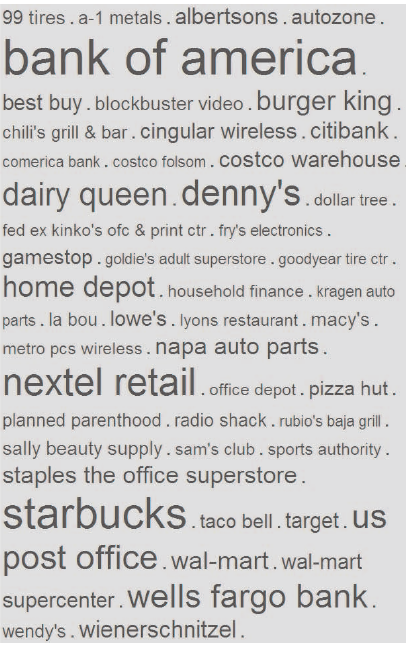 99 tires . a-1 metals . albertsons . autozone .
bank of america .
best buy . blockbuster video . burger king .
chili's grill & bar . cingular wireless . citibank .
comerica bank . costco folsom . costco warehouse .
dairy queen . denny's . dollar tree .
fed ex kinko's ofc & print ctr . fry's electronics .
gamestop . goldie's adult superstore . goodyear tire ctr .
home depot . household finance . kragen auto
parts . la bou . lowe's . lyons restaurant . macy's .
metro pcs wireless . napa auto parts .
nextel retail . office depot . pizza hut .
planned parenthood . radio shack . rubio's baja grill .
sally beauty supply . sam's club . sports authority .
staples the office superstore .
starbucks . taco bell . target . us
post office . wal-mart . wal-mart
supercenter . wells fargo bank .
wendy's . wienerschnitzel .